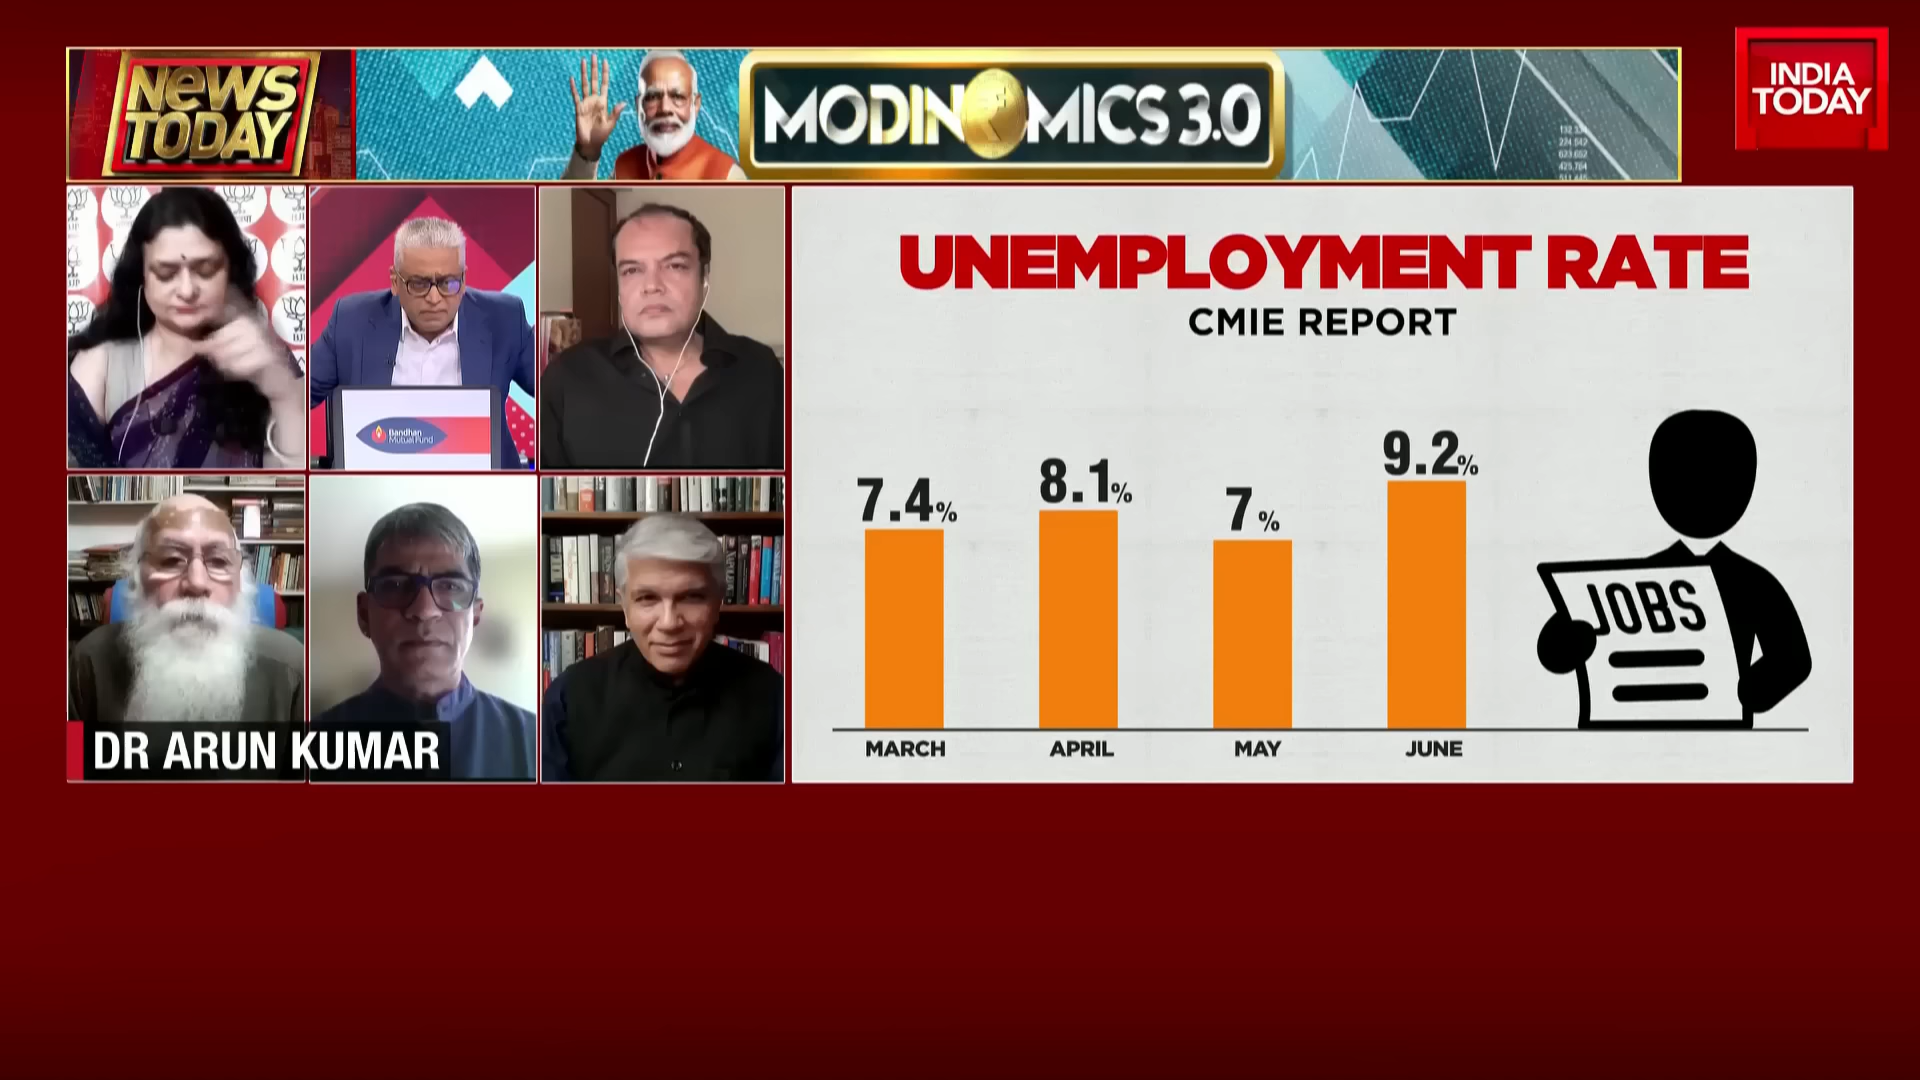 NEWS
TODAY
MODINOMICS 3.0
INDIA
TODAY
Bandhan
Mutual Fund
DR ARUN KUMAR
UNEMPLOYMENT RATE
CMIE REPORT
7.4%
8.1%
7%
9.2%
JOBS
MARCH
APRIL
MAY
JUNE